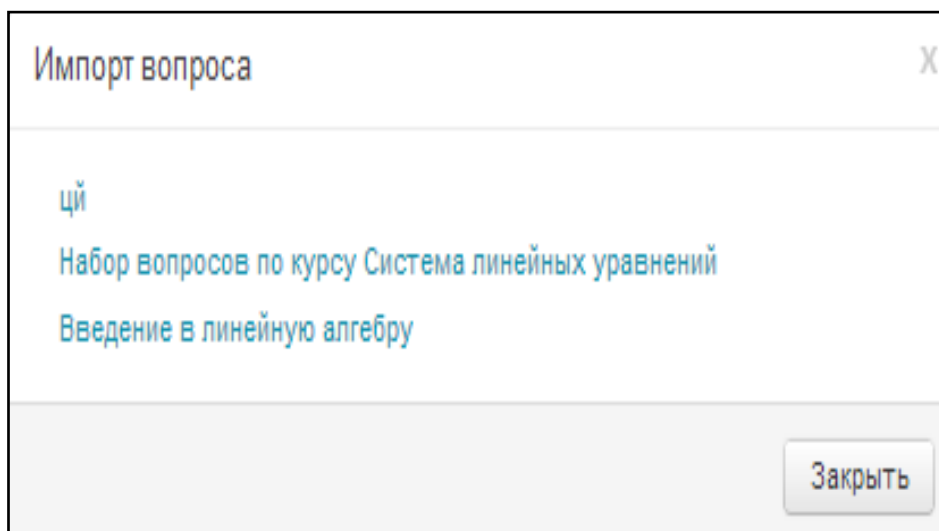 Импорт вопроса X
цй
Набор вопросов по курсу Система линейных уравнений
Введение в линейную алгебру
Закрыть